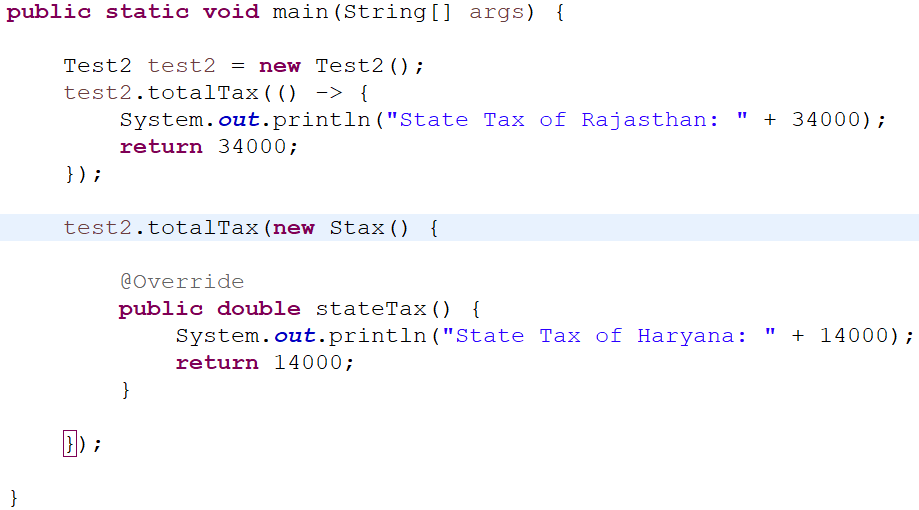 public static void main(String[] args) {
Test2 test2 = new Test2();
test2.totalTax(() -> {
System.out.println("State Tax of Rajasthan: " + 34000);
return 34000;
});
test2.totalTax(new Stax() {
@Override
public double stateTax() {
System.out.println("State Tax of Haryana: " + 14000);
return 14000;
}
});
}